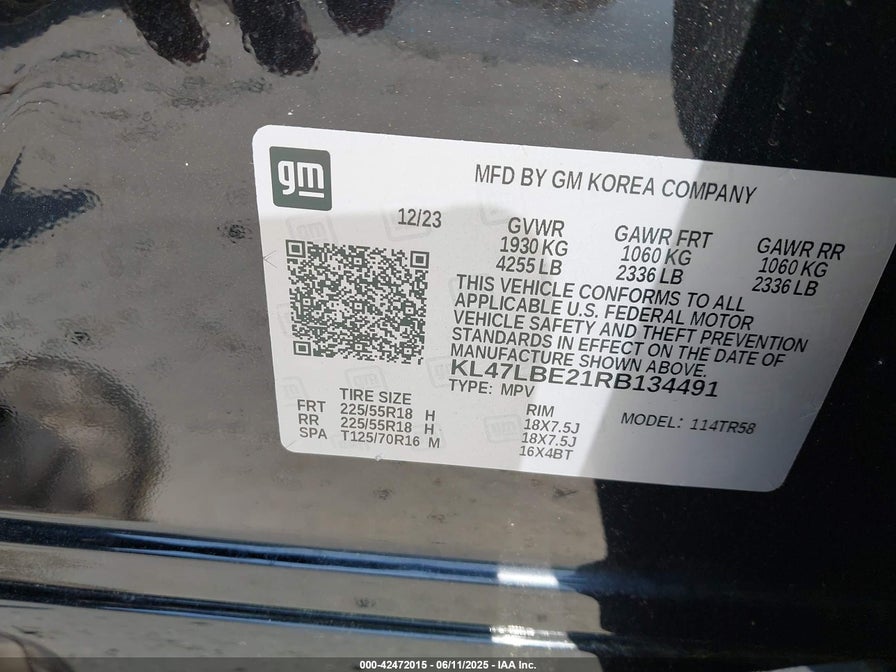 gm
MFD BY GM KOREA COMPANY
12/23
GVWR
1930 KG
4255 LB
GAWR FRT
1060 KG
2336 LB
GAWR RR
1060 KG
2336 LB
THIS VEHICLE CONFORMS TO ALL
APPLICABLE U.S. FEDERAL MOTOR
VEHICLE SAFETY AND THEFT PREVENTION
STANDARDS IN EFFECT ON THE DATE OF
MANUFACTURE SHOWN ABOVE.
KL47LBE21RB134491
TYPE: MPV
TIRE SIZE
FRT 225/55R18 H
RR 225/55R18 H
SPA T125/70R16 M
RIM
18X7.5J
18X7.5J
16X4BT
MODEL: 114TR58
000-42472015 - 06/11/2025 - IAA Inc.